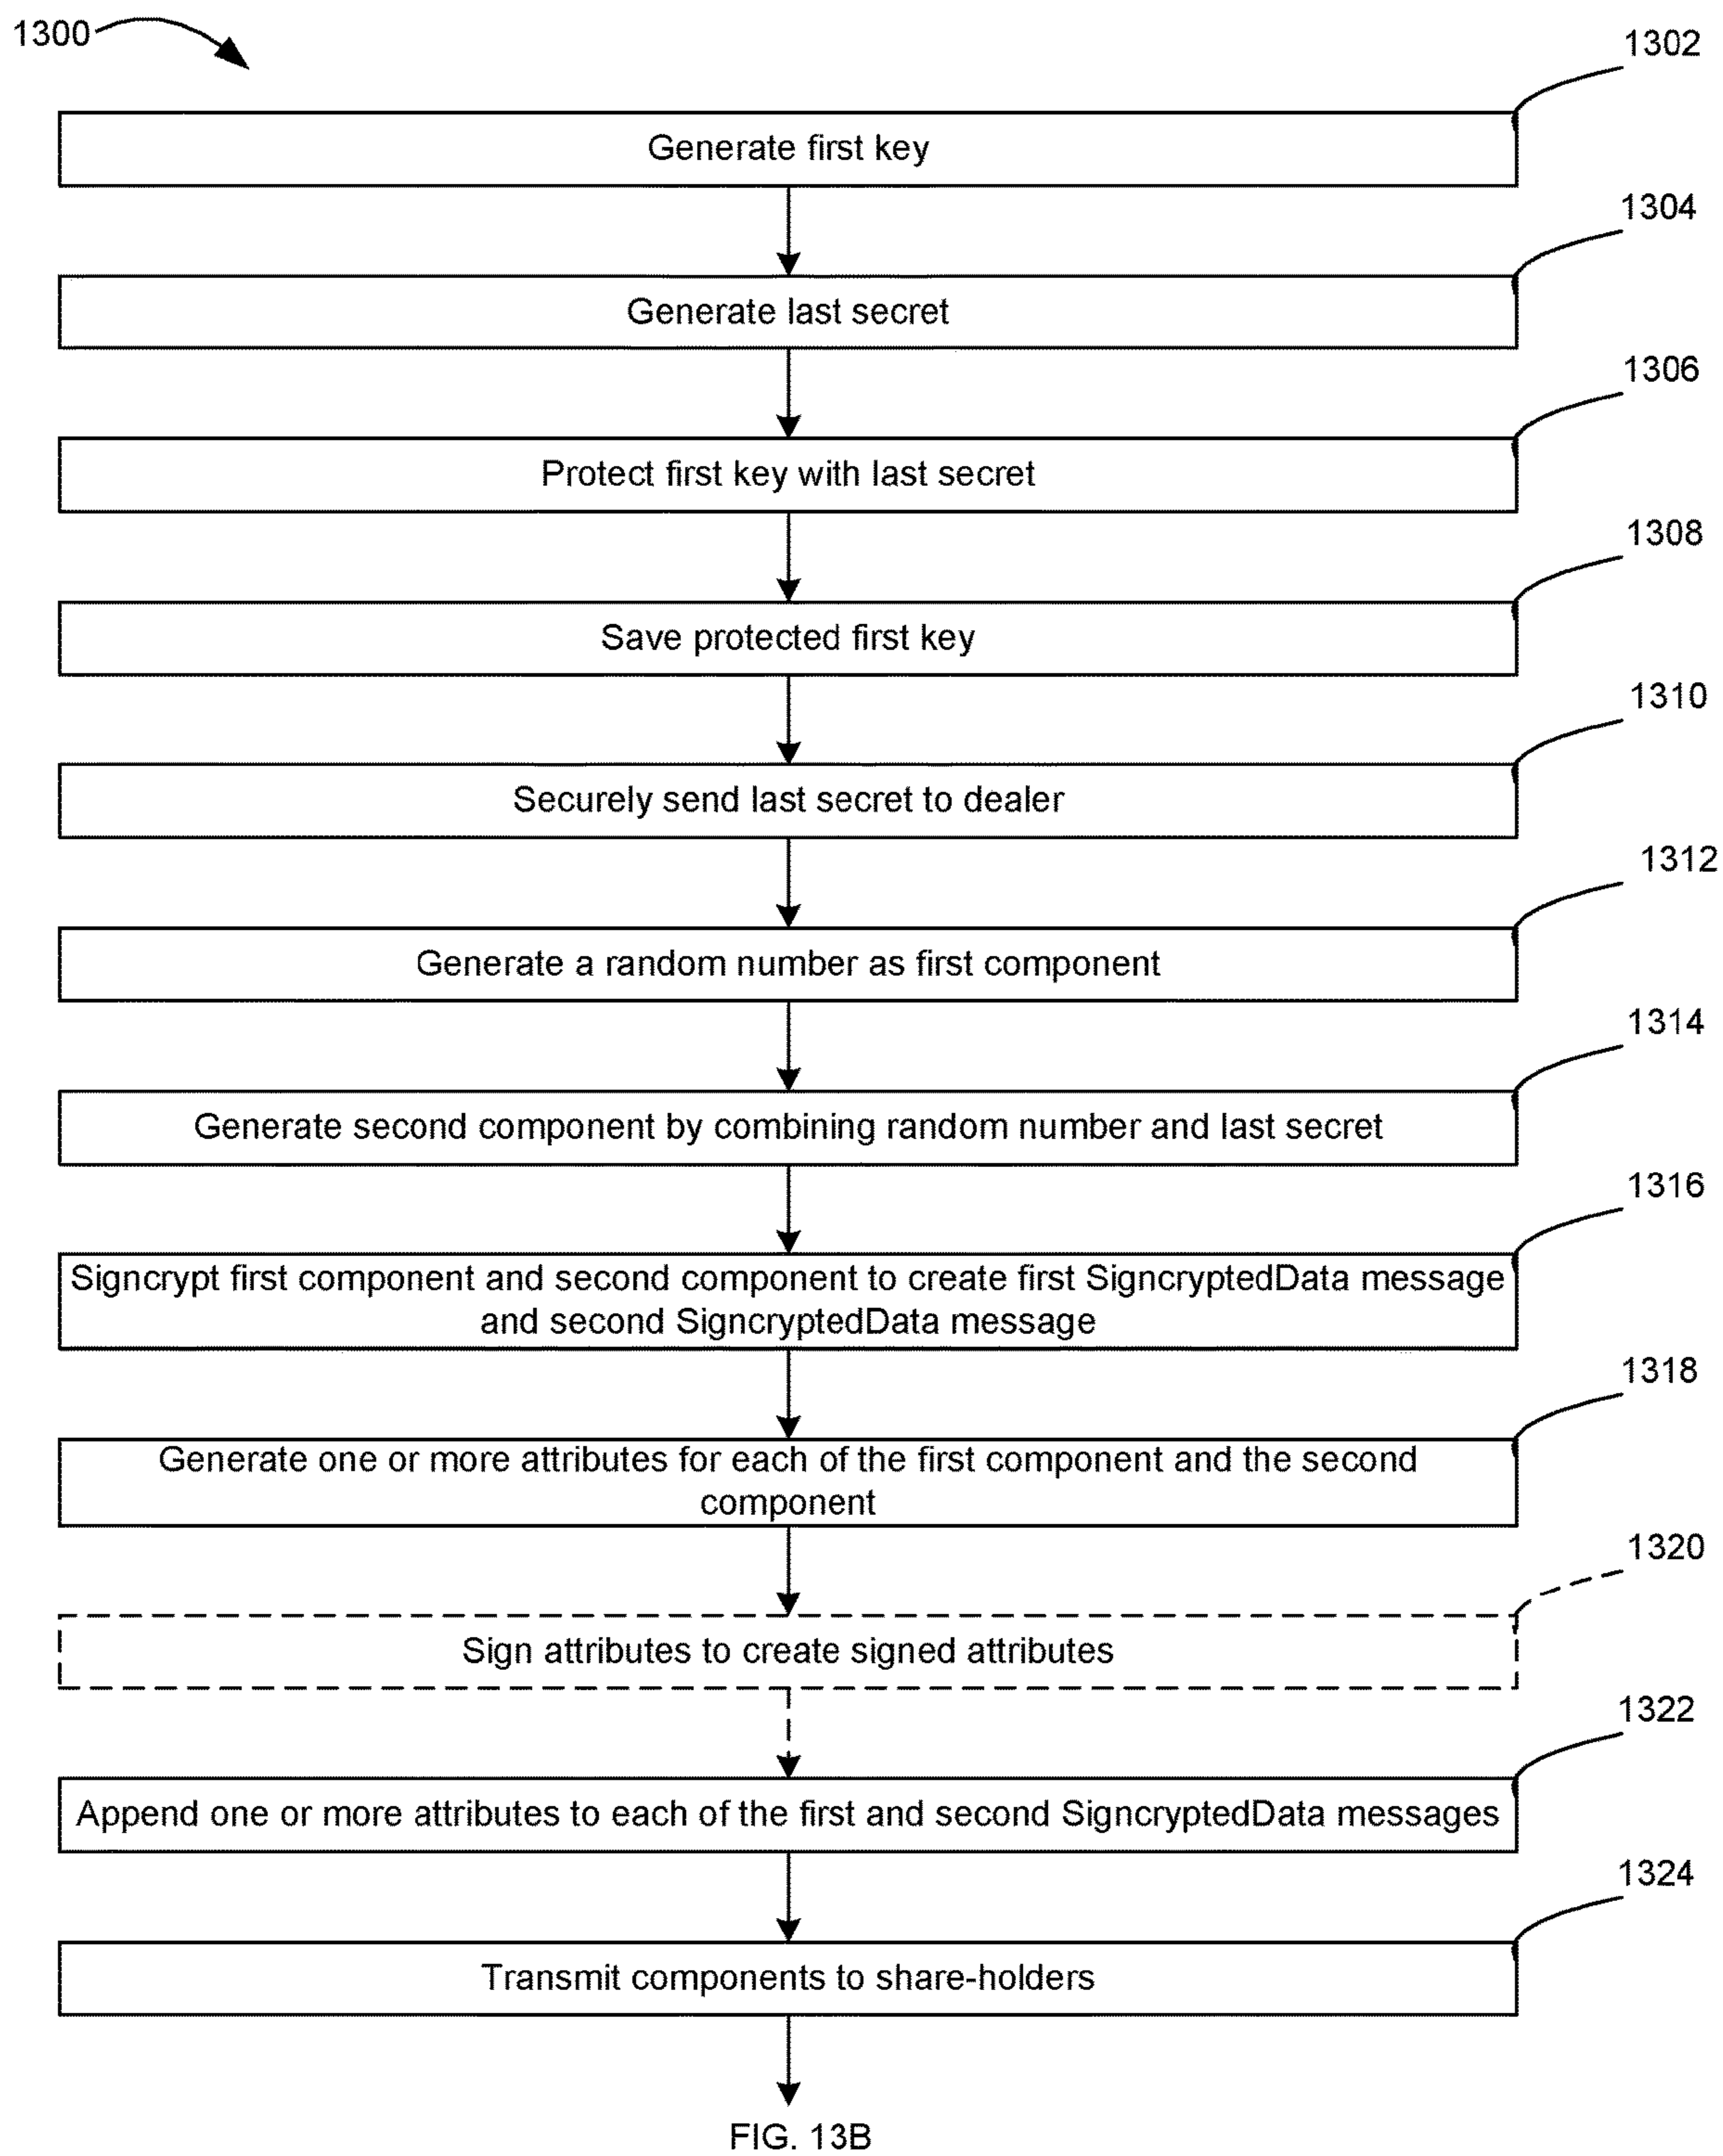 1300
1302
Generate first key
1304
Generate last secret
1306
Protect first key with last secret
1308
Save protected first key
1310
Securely send last secret to dealer
1312
Generate a random number as first component
1314
Generate second component by combining random number and last secret
1316
Signcrypt first component and second component to create first SigncryptedData message
and second SigncryptedData message
1318
Generate one or more attributes for each of the first component and the second
component
1320
Sign attributes to create signed attributes
1322
Append one or more attributes to each of the first and second SigncryptedData messages
1324
Transmit components to share-holders
FIG. 13B